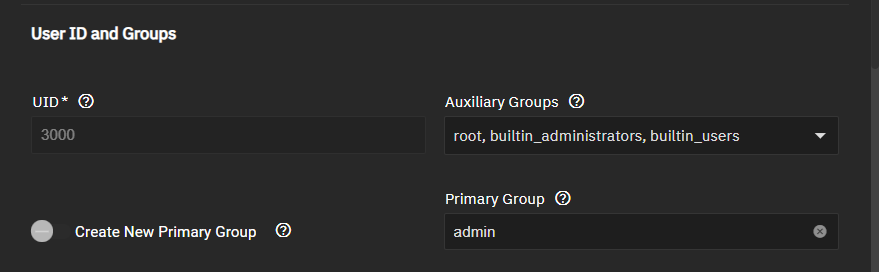 User ID and Groups
UID*
Auxiliary Groups
3000
root, builtin_administrators, builtin_users
Primary Group
Create New Primary Group
admin